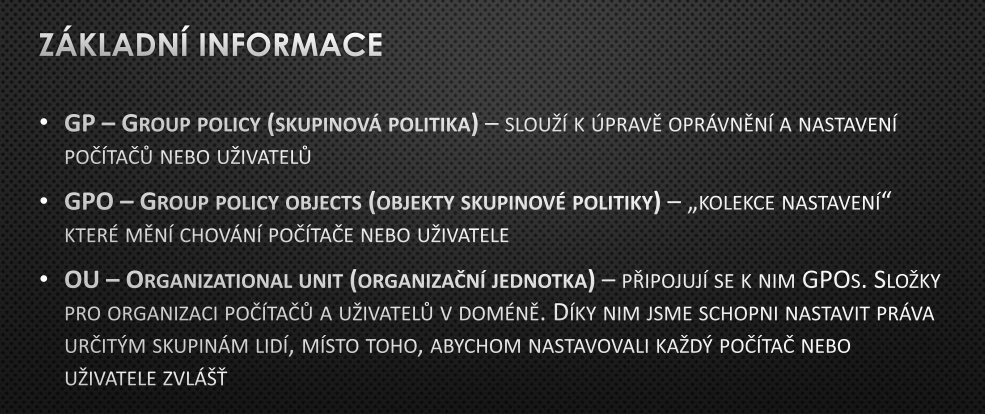 ZÁKLADNÍ INFORMACE
• GP – Group policy (skupinová politika) – slouží k úpravě oprávnění a nastavení
počítačů nebo uživatelů
• GPO – Group policy objects (objekty skupinové politiky) – „kolekce nastavení“
které mění chování počítače nebo uživatele
• OU – Organizational unit (organizační jednotka) – připojují se k nim GPOs. Složky
pro organizaci počítačů a uživatelů v doméně. Díky nim jsme schopni nastavit práva
určitým skupinám lidí, místo toho, abychom nastavovali každý počítač nebo
uživatele zvlášť